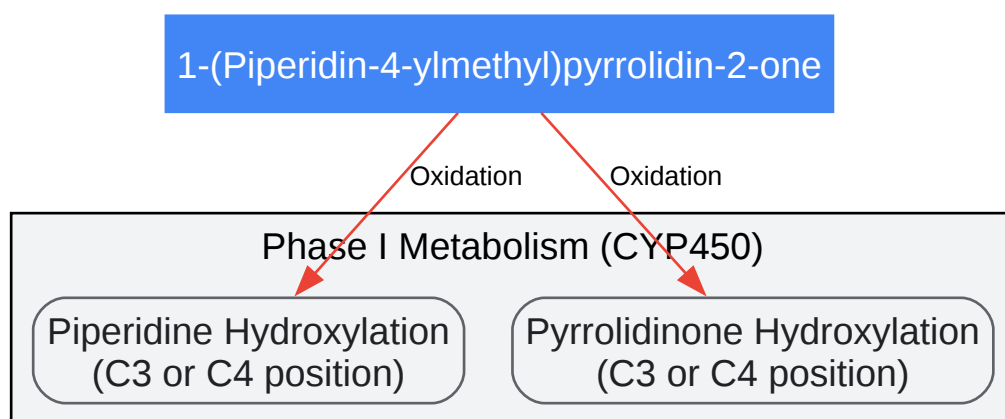 1-(Piperidin-4-ylmethyl)pyrrolidin-2-one
Oxidation
Oxidation
Phase I Metabolism (CYP450)
Piperidine Hydroxylation
(C3 or C4 position)
Pyrrolidinone Hydroxylation
(C3 or C4 position)